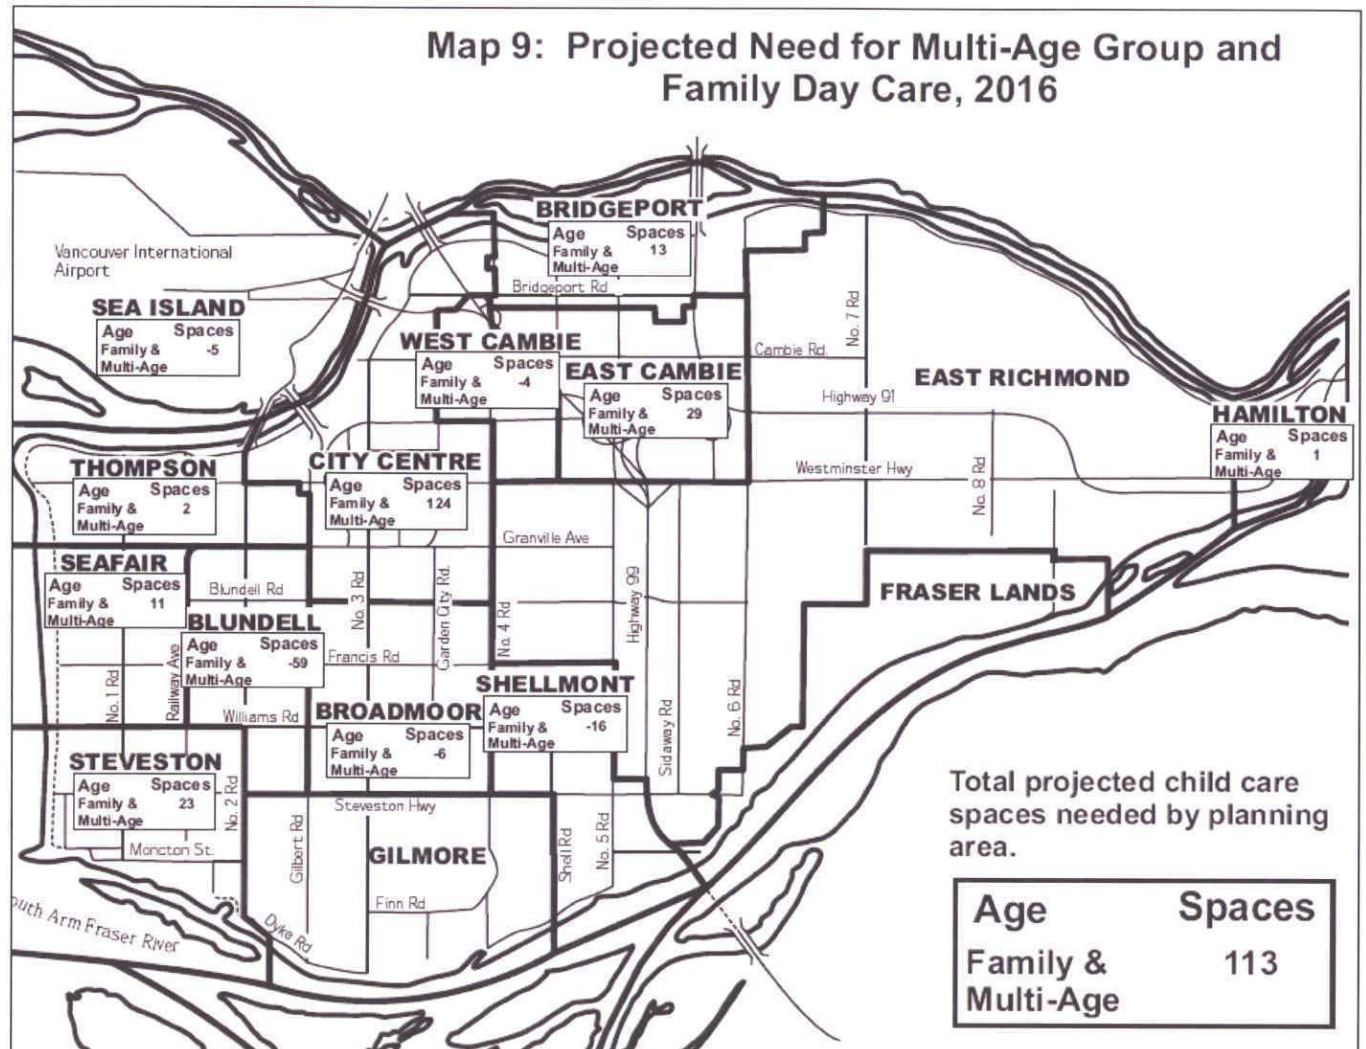 Map 9: Projected Need for Multi-Age Group and
Family Day Care, 2016
BRIDGEPORT
Age Spaces
Family & 13
Multi-Age
Bridgeport Rd
Vancouver International
Airport
SEA ISLAND
Age Spaces
Family & -5
Multi-Age
WEST CAMBIE
Age Spaces
Family & -4
Multi-Age
EAST CAMBIE
Age Spaces
Family & 29
Multi-Age
No. 7 Rd
Cambie Rd.
EAST RICHMOND
Highway 91
HAMILTON
Age Spaces
Family & 1
Multi-Age
THOMPSON
Age Spaces
Family & 2
Multi-Age
CITY CENTRE
Age Spaces
Family & 124
Multi-Age
Westminster Hwy
No. 8 Rd
Granville Ave
SEAFAIR
Age Spaces
Family & 11
Multi-Age
Blundell Rd
No. 3 Rd
Garden City Rd.
No. 4 Rd
Highway 99
FRASER LANDS
BLUNDELL
Age Spaces
Family & -59
Multi-Age
Francis Rd
No. 1 Rd
Railway Ave
Williams Rd
BROADMOOR
Age Spaces
Family & -6
Multi-Age
SHELLMONT
Age Spaces
Family & -16
Multi-Age
Sidaway Rd
No. 6 Rd
STEVESTON
Age Spaces
Family & 23
Multi-Age
No. 2 Rd
Steveston Hwy
Moncton St.
Gilbert Rd
GILMORE
Shell Rd
No. 5 Rd
Finn Rd
Dyke Rd
outh Arm Fraser River
Total projected child care
spaces needed by planning
area.
Age Spaces
Family & 113
Multi-Age